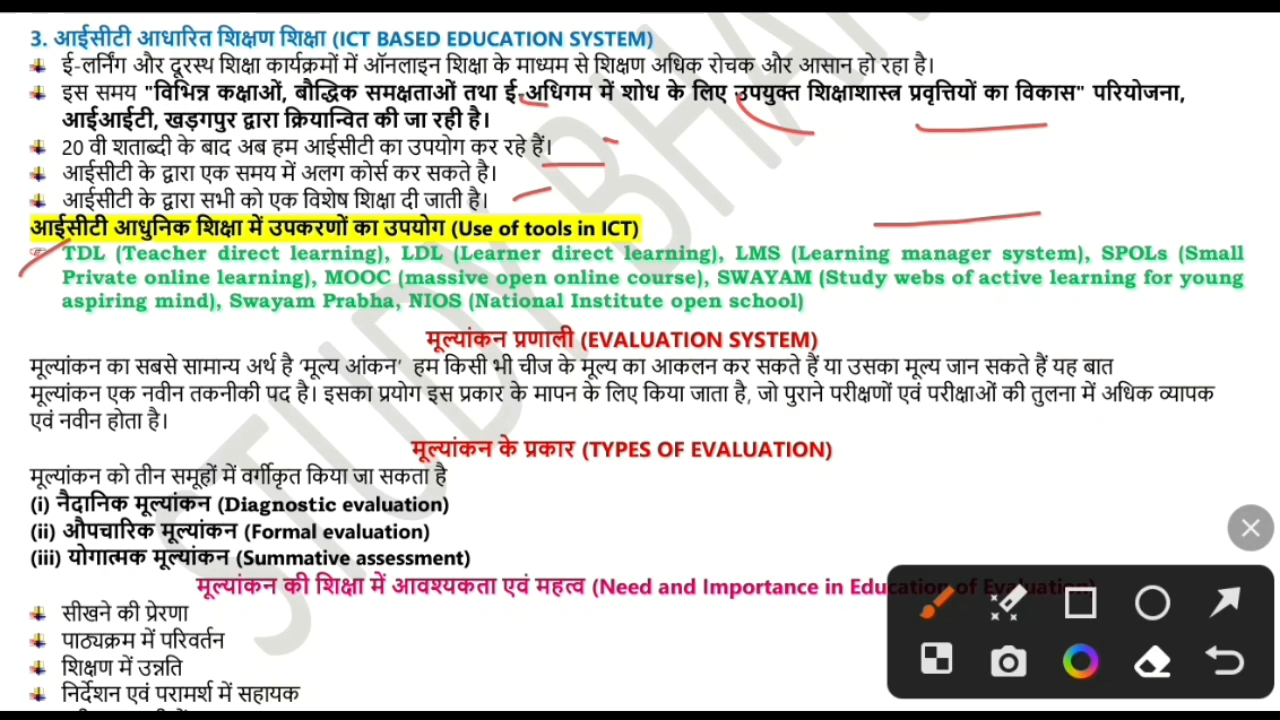 3. आईसीटी आधारित शिक्षण शिक्षा (ICT BASED EDUCATION SYSTEM)
ई-लर्निंग और दूरस्थ शिक्षा कार्यक्रमों में ऑनलाइन शिक्षा के माध्यम से शिक्षण अधिक रोचक और आसान हो रहा है।
इस समय "विभिन्न कक्षाओं, बौद्धिक समक्षताओं तथा ई-अधिगम में शोध के लिए उपयुक्त शिक्षाशास्त्र प्रवृत्तियों का विकास" परियोजना,
आईआईटी, खड़गपुर द्वारा क्रियान्वित की जा रही है।
20 वी शताब्दी के बाद अब हम आईसीटी का उपयोग कर रहे हैं।
आईसीटी के द्वारा एक समय में अलग कोर्स कर सकते है।
आईसीटी के द्वारा सभी को एक विशेष शिक्षा दी जाती है।
आईसीटी आधुनिक शिक्षा में उपकरणों का उपयोग (Use of tools in ICT)
TDL (Teacher direct learning), LDL (Learner direct learning), LMS (Learning manager system), SPOLs (Small
Private online learning), MOOC (massive open online course), SWAYAM (Study webs of active learning for young
aspiring mind), Swayam Prabha, NIOS (National Institute open school)
मूल्यांकन प्रणाली (EVALUATION SYSTEM)
मूल्यांकन का सबसे सामान्य अर्थ है 'मूल्य आंकन' हम किसी भी चीज के मूल्य का आकलन कर सकते हैं या उसका मूल्य जान सकते हैं यह बात
मूल्यांकन एक नवीन तकनीकी पद है। इसका प्रयोग इस प्रकार के मापन के लिए किया जाता है, जो पुराने परीक्षणों एवं परीक्षाओं की तुलना में अधिक व्यापक
एवं नवीन होता है।
मूल्यांकन के प्रकार (TYPES OF EVALUATION)
मूल्यांकन को तीन समूहों में वर्गीकृत किया जा सकता है
(i) नैदानिक मूल्यांकन (Diagnostic evaluation)
(ii) औपचारिक मूल्यांकन (Formal evaluation)
(iii) योगात्मक मूल्यांकन (Summative assessment)
मूल्यांकन की शिक्षा में आवश्यकता एवं महत्व (Need and Importance in Education of Evaluation)
सीखने की प्रेरणा
पाठ्यक्रम में परिवर्तन
शिक्षण में उन्नति
निर्देशन एवं परामर्श में सहायक
STUDY BHA